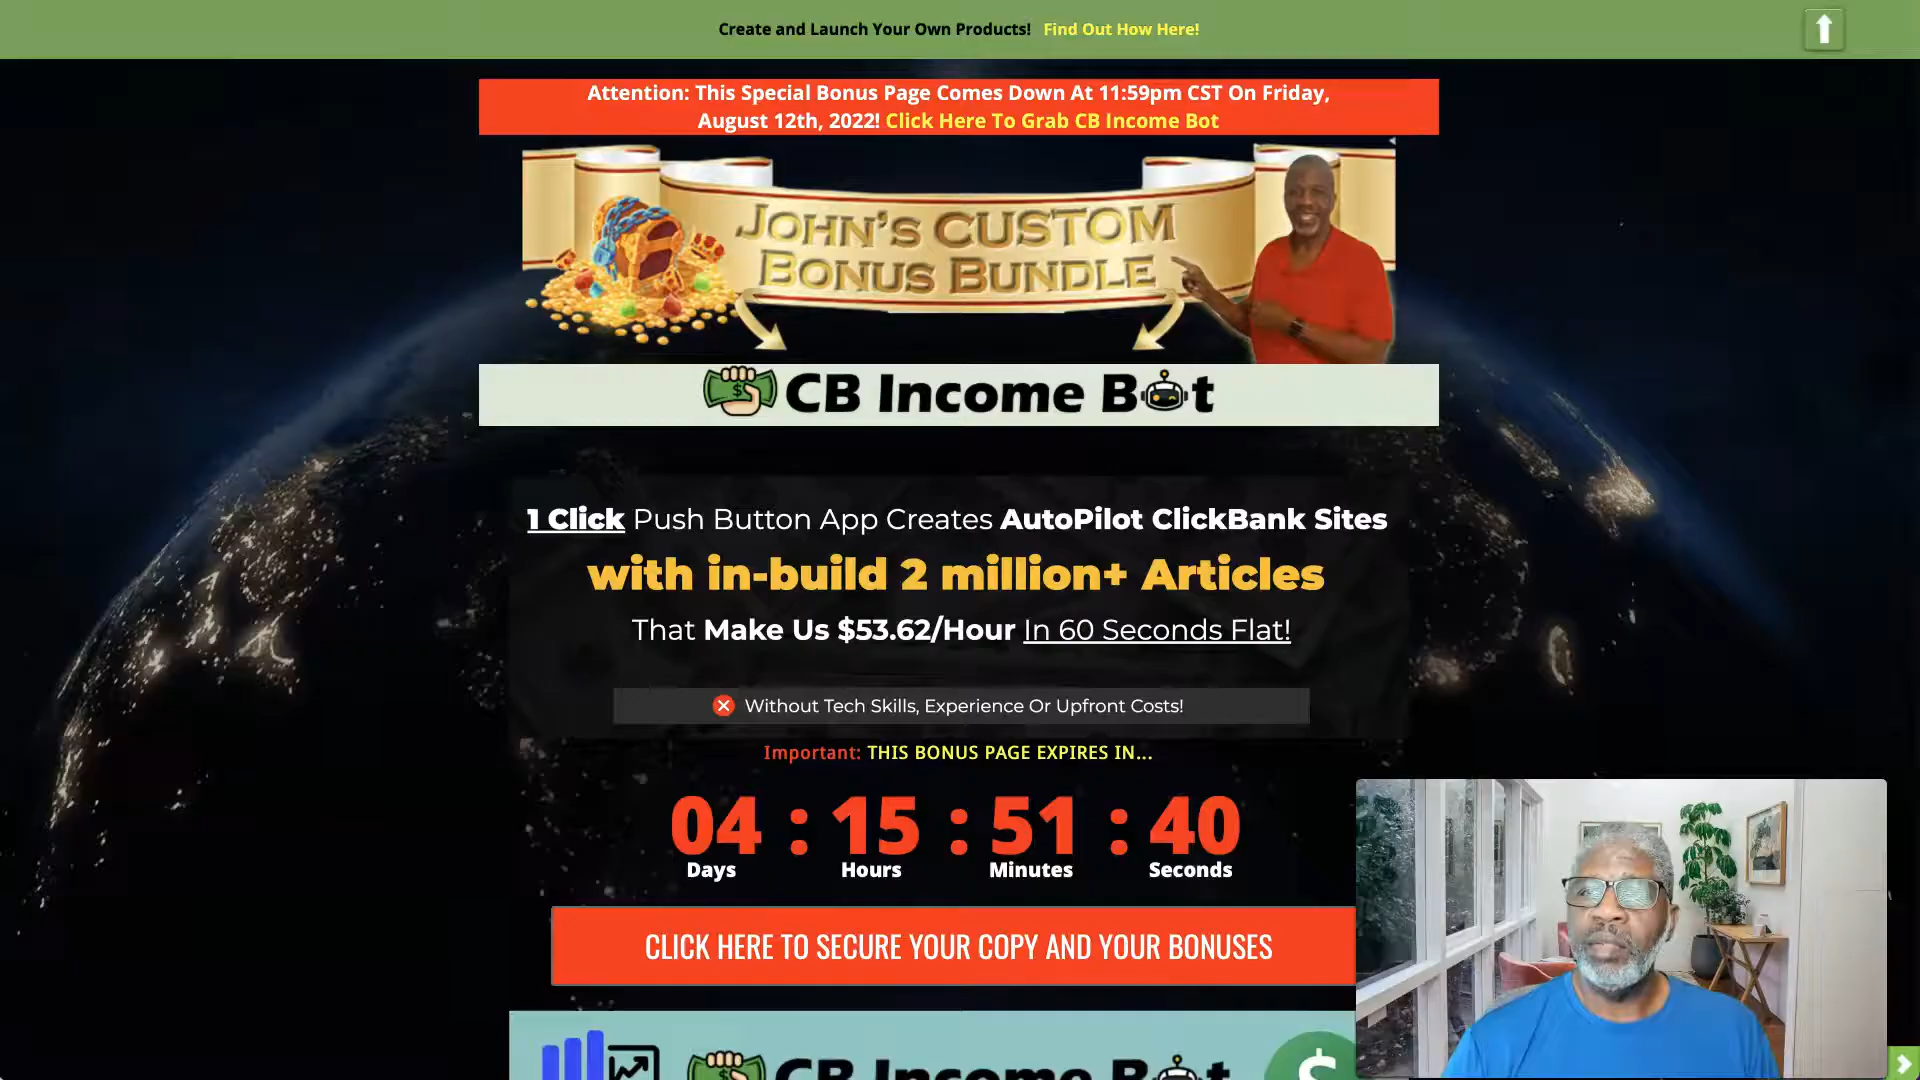 Create and Launch Your Own Products! Find Out How Here!
Attention: This Special Bonus Page Comes Down At 11:59pm CST On Friday,
August 12th, 2022! Click Here To Grab CB Income Bot
JOHN'S CUSTOM
BONUS BUNDLE
CB Income Bot
1 Click Push Button App Creates AutoPilot ClickBank Sites
with in-build 2 million+ Articles
That Make Us $53.62/Hour In 60 Seconds Flat!
Without Tech Skills, Experience Or Upfront Costs!
Important: THIS BONUS PAGE EXPIRES IN...
04 : 15 : 51 : 40
Days Hours Minutes Seconds
CLICK HERE TO SECURE YOUR COPY AND YOUR BONUSES
CB Income Bot